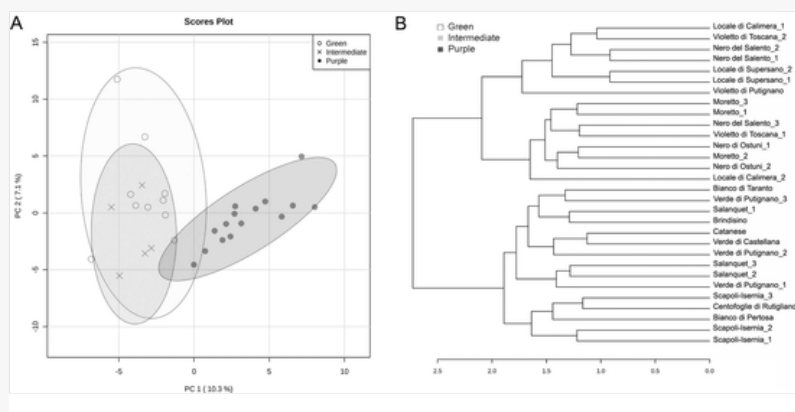 A
Scores Plot
Green
Intermediate
Purple
15
10
5
0
-5
-10
PC 2 ( 7.1 %)
-5
0
5
10
PC 1 ( 10.3 %)
B
Green
Intermediate
Purple
Locale di Calimera_1
Violetto di Toscana_2
Nero del Salento_2
Nero del Salento_1
Locale di Supersano_2
Locale di Supersano_1
Violetto di Putignano
Moretto_3
Moretto_1
Nero del Salento_3
Violetto di Toscana_1
Nero di Ostuni_1
Moretto_2
Nero di Ostuni_2
Locale di Calimera_2
Bianco di Taranto
Verde di Putignano_3
Salanquet_1
Brindisino
Catanese
Verde di Castellana
Verde di Putignano_2
Salanquet_3
Salanquet_2
Verde di Putignano_1
Scapoli-Isernia_3
Centofoglie di Rutigliano
Bianco di Pertosa
Scapoli-Isernia_2
Scapoli-Isernia_1
2.5
2.0
1.5
1.0
0.5
0.0